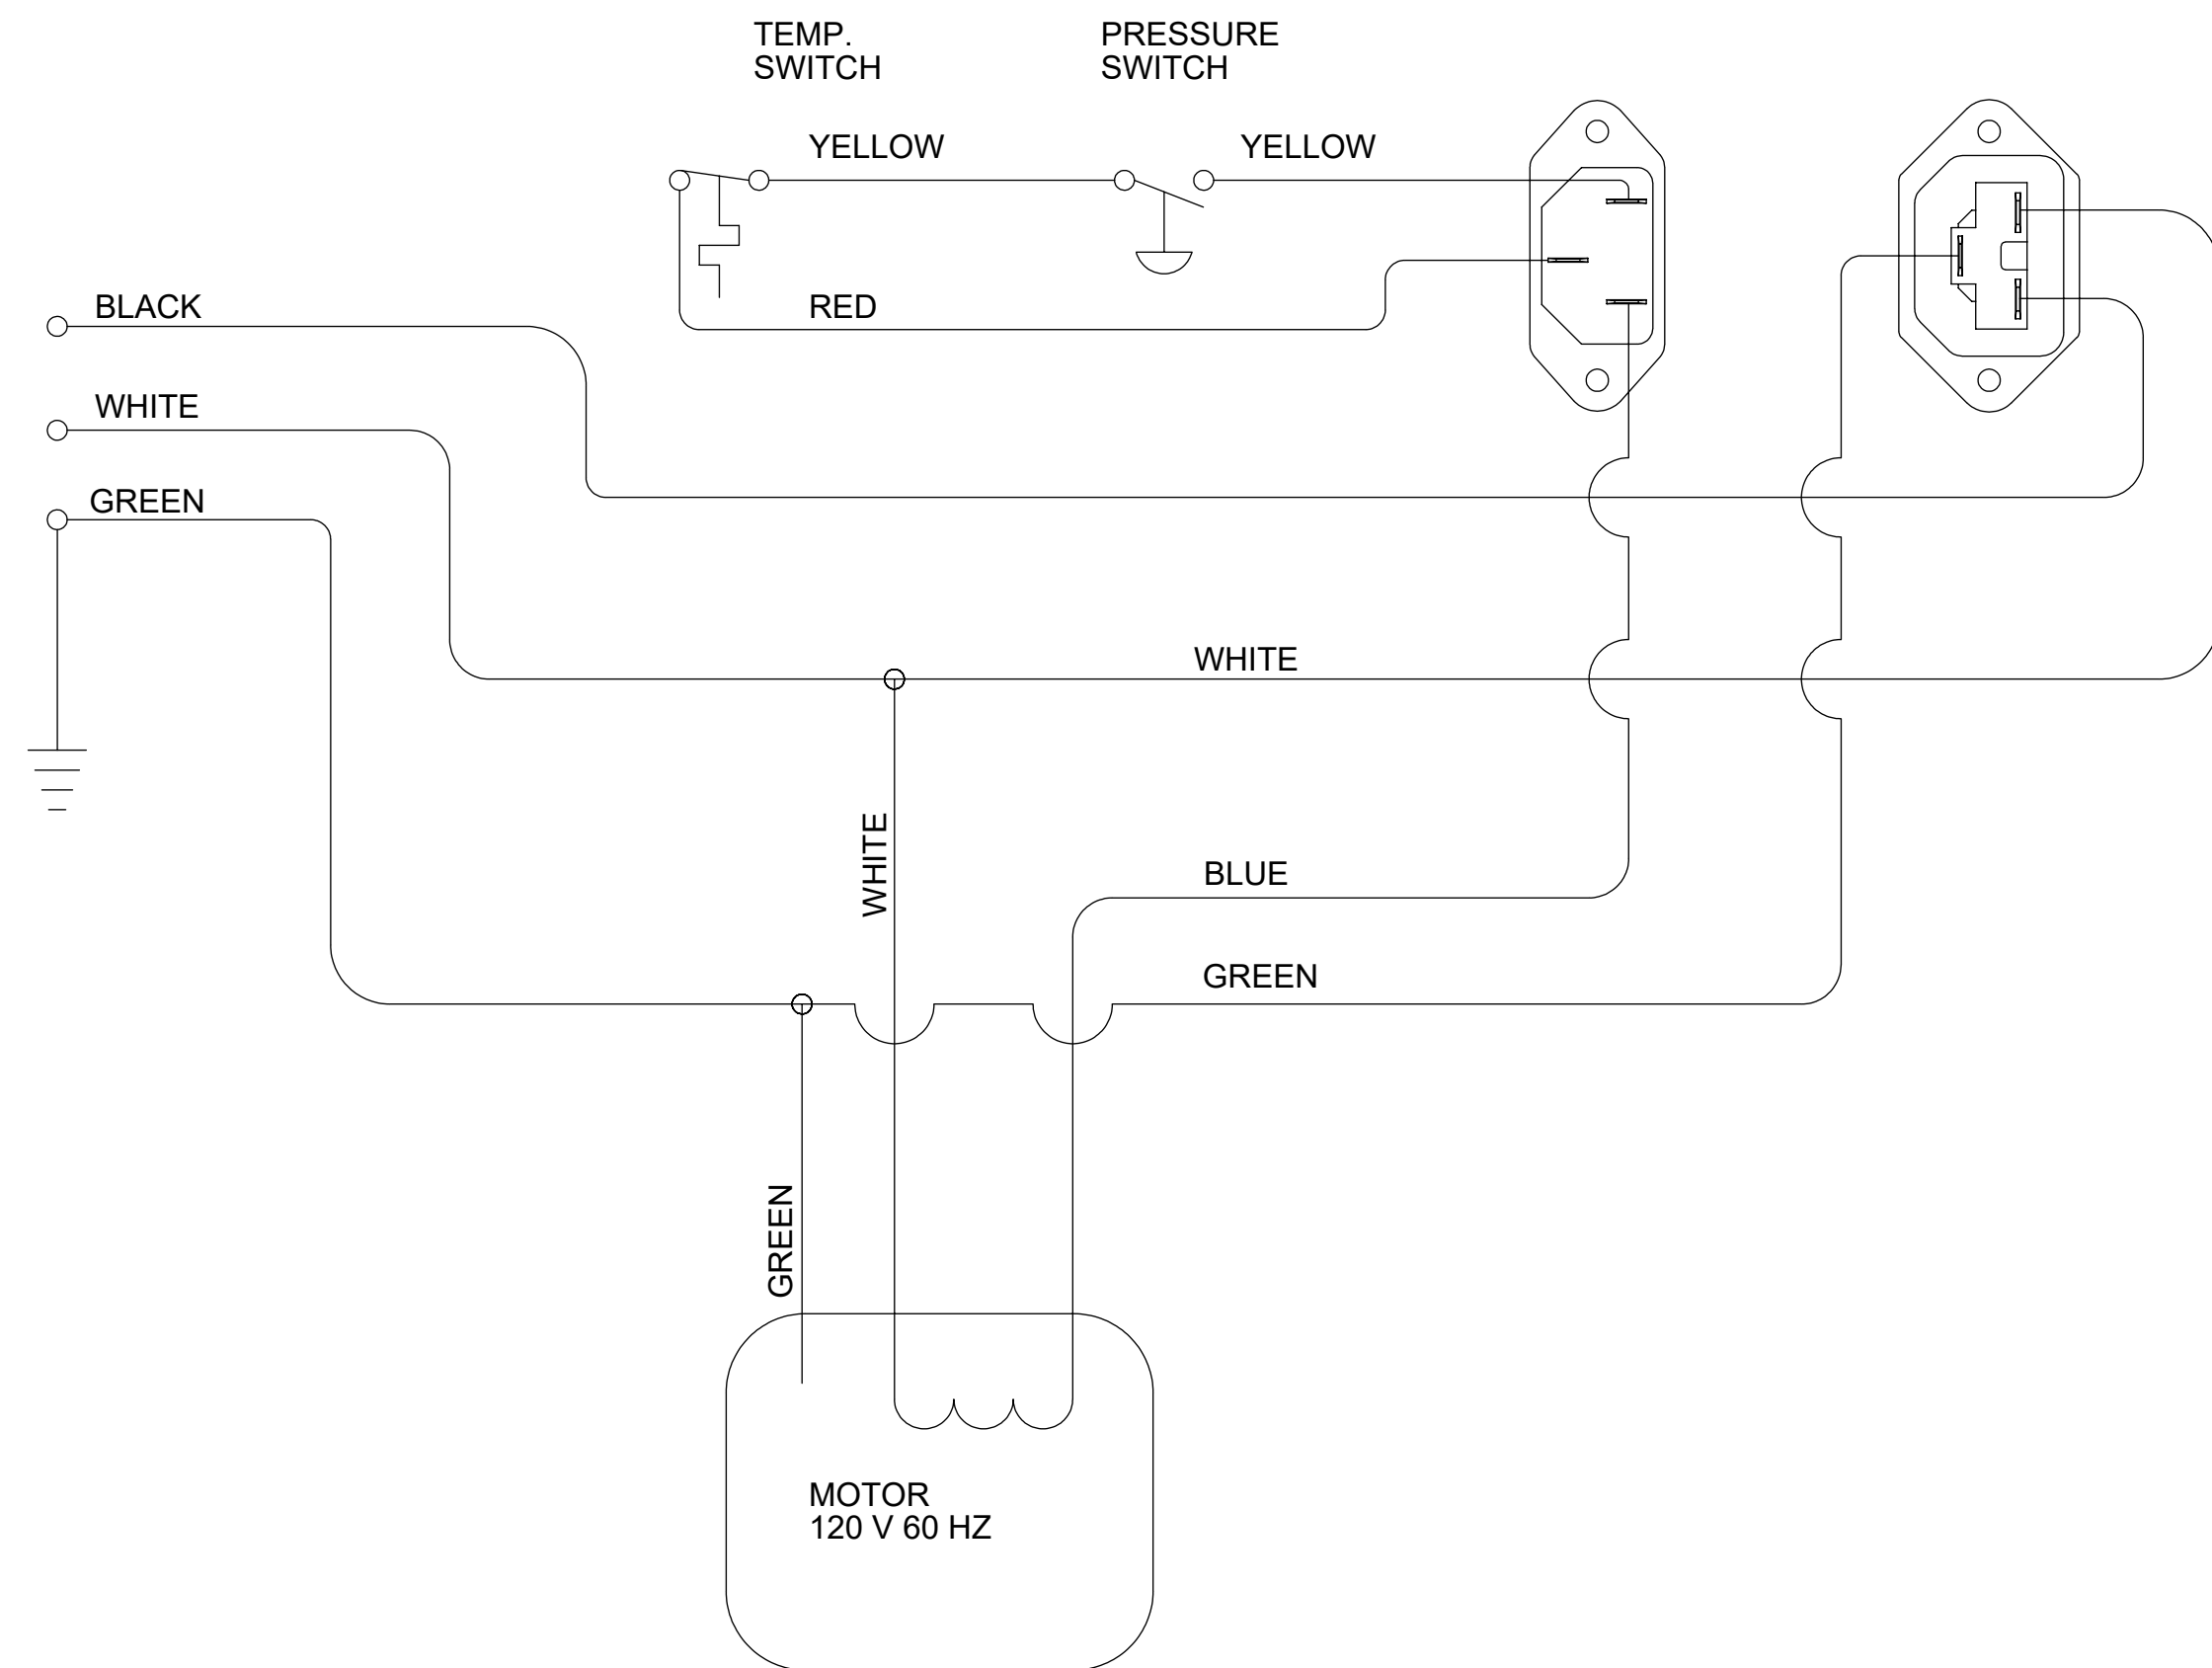 TEMP.
SWITCH
PRESSURE
SWITCH
YELLOW
YELLOW
BLACK
RED
WHITE
GREEN
WHITE
WHITE
BLUE
GREEN
GREEN
MOTOR
120 V 60 HZ